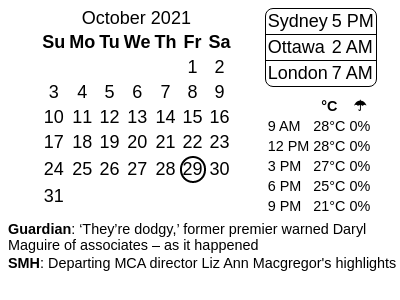 October 2021
Su Mo Tu We Th Fr Sa
1 2
3 4 5 6 7 8 9
10 11 12 13 14 15 16
17 18 19 20 21 22 23
24 25 26 27 28 29 30
31
Sydney 5 PM
Ottawa 2 AM
London 7 AM
°C ☂
9 AM 28°C 0%
12 PM 28°C 0%
3 PM 27°C 0%
6 PM 25°C 0%
9 PM 21°C 0%
Guardian: ‘They’re dodgy,’ former premier warned Daryl
Maguire of associates – as it happened
SMH: Departing MCA director Liz Ann Macgregor's highlights